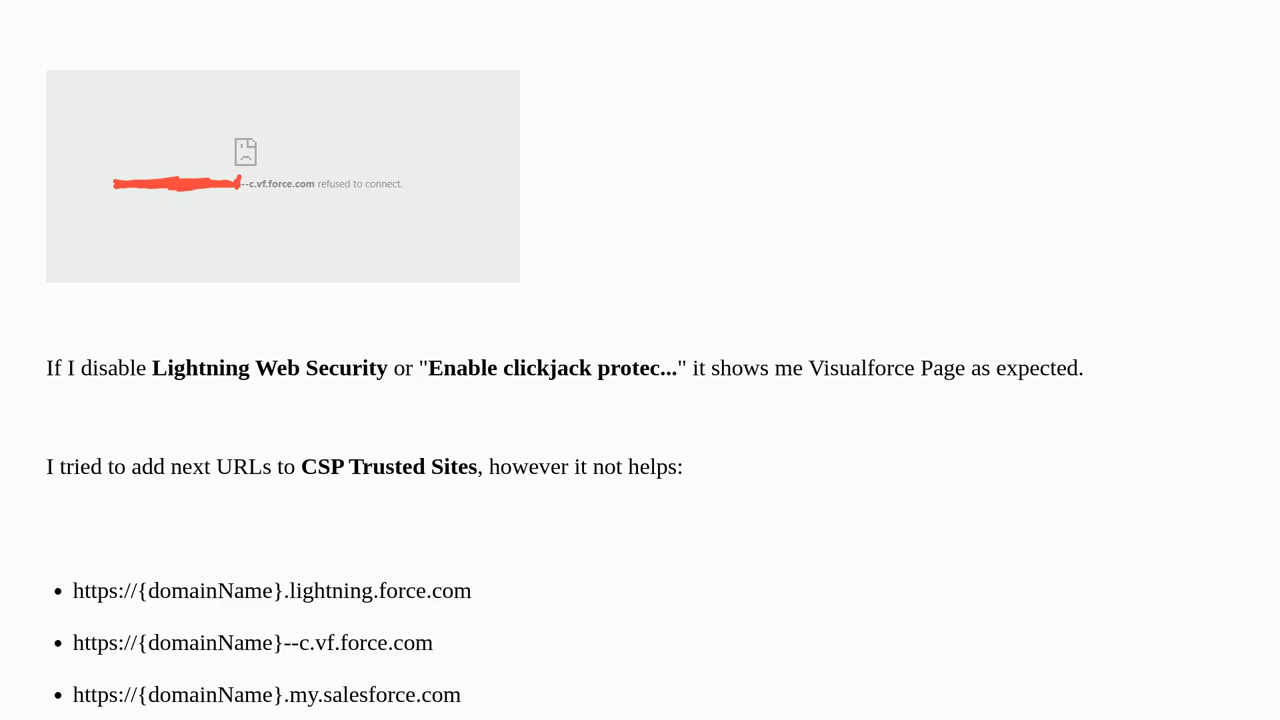 --c.vf.force.com refused to connect.
If I disable Lightning Web Security or "Enable clickjack protec..." it shows me Visualforce Page as expected.
I tried to add next URLs to CSP Trusted Sites, however it not helps:
• https://{domainName}.lightning.force.com
• https://{domainName}--c.vf.force.com
• https://{domainName}.my.salesforce.com